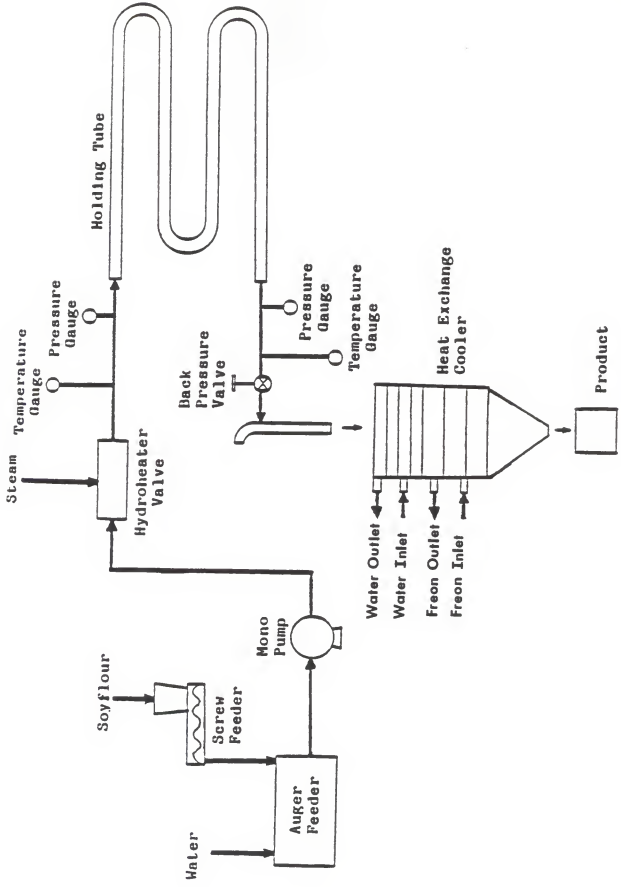 Water
Soyflour
Screw
Feeder
Auger
Feeder
Mono
Pump
Steam
Hydroheater
Valve
Temperature
Gauge
Pressure
Gauge
Holding Tube
Back
Pressure
Valve
Pressure
Gauge
Temperature
Gauge
Water Outlet
Water Inlet
Freon Outlet
Freon Inlet
Heat Exchange
Cooler
Product